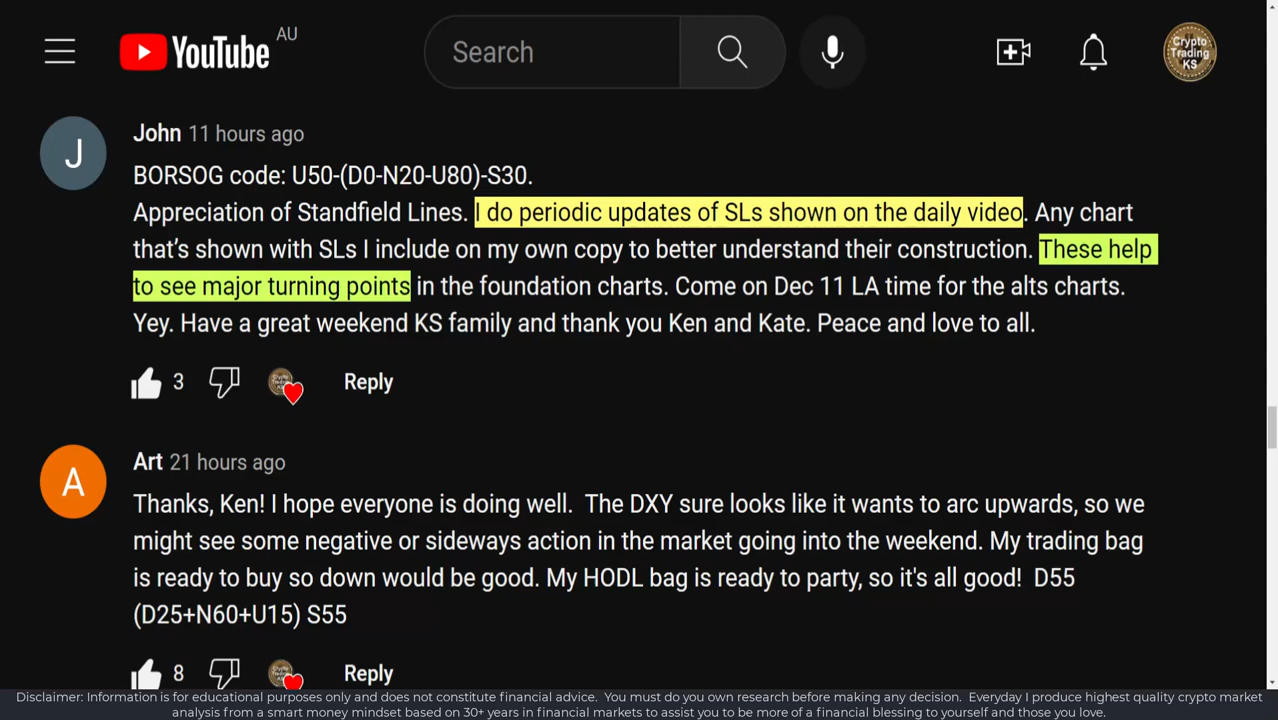 YouTube AU
Search
Crypto
Trading
KS
J
John 11 hours ago
BORSOG code: U50-(D0-N20-U80)-S30.
Appreciation of Standfield Lines. I do periodic updates of SLs shown on the daily video. Any chart
that’s shown with SLs I include on my own copy to better understand their construction. These help
to see major turning points in the foundation charts. Come on Dec 11 LA time for the alts charts.
Yey. Have a great weekend KS family and thank you Ken and Kate. Peace and love to all.
3 Reply
A
Art 21 hours ago
Thanks, Ken! I hope everyone is doing well.  The DXY sure looks like it wants to arc upwards, so we
might see some negative or sideways action in the market going into the weekend. My trading bag
is ready to buy so down would be good. My HODL bag is ready to party, so it's all good!  D55
(D25+N60+U15) S55
8 Reply
Disclaimer: Information is for educational purposes only and does not constitute financial advice.  You must do you own research before making any decision.  Everyday I produce highest quality crypto market
analysis from a smart money mindset based on 30+ years in financial markets to assist you to be more of a financial blessing to yourself and those you love.